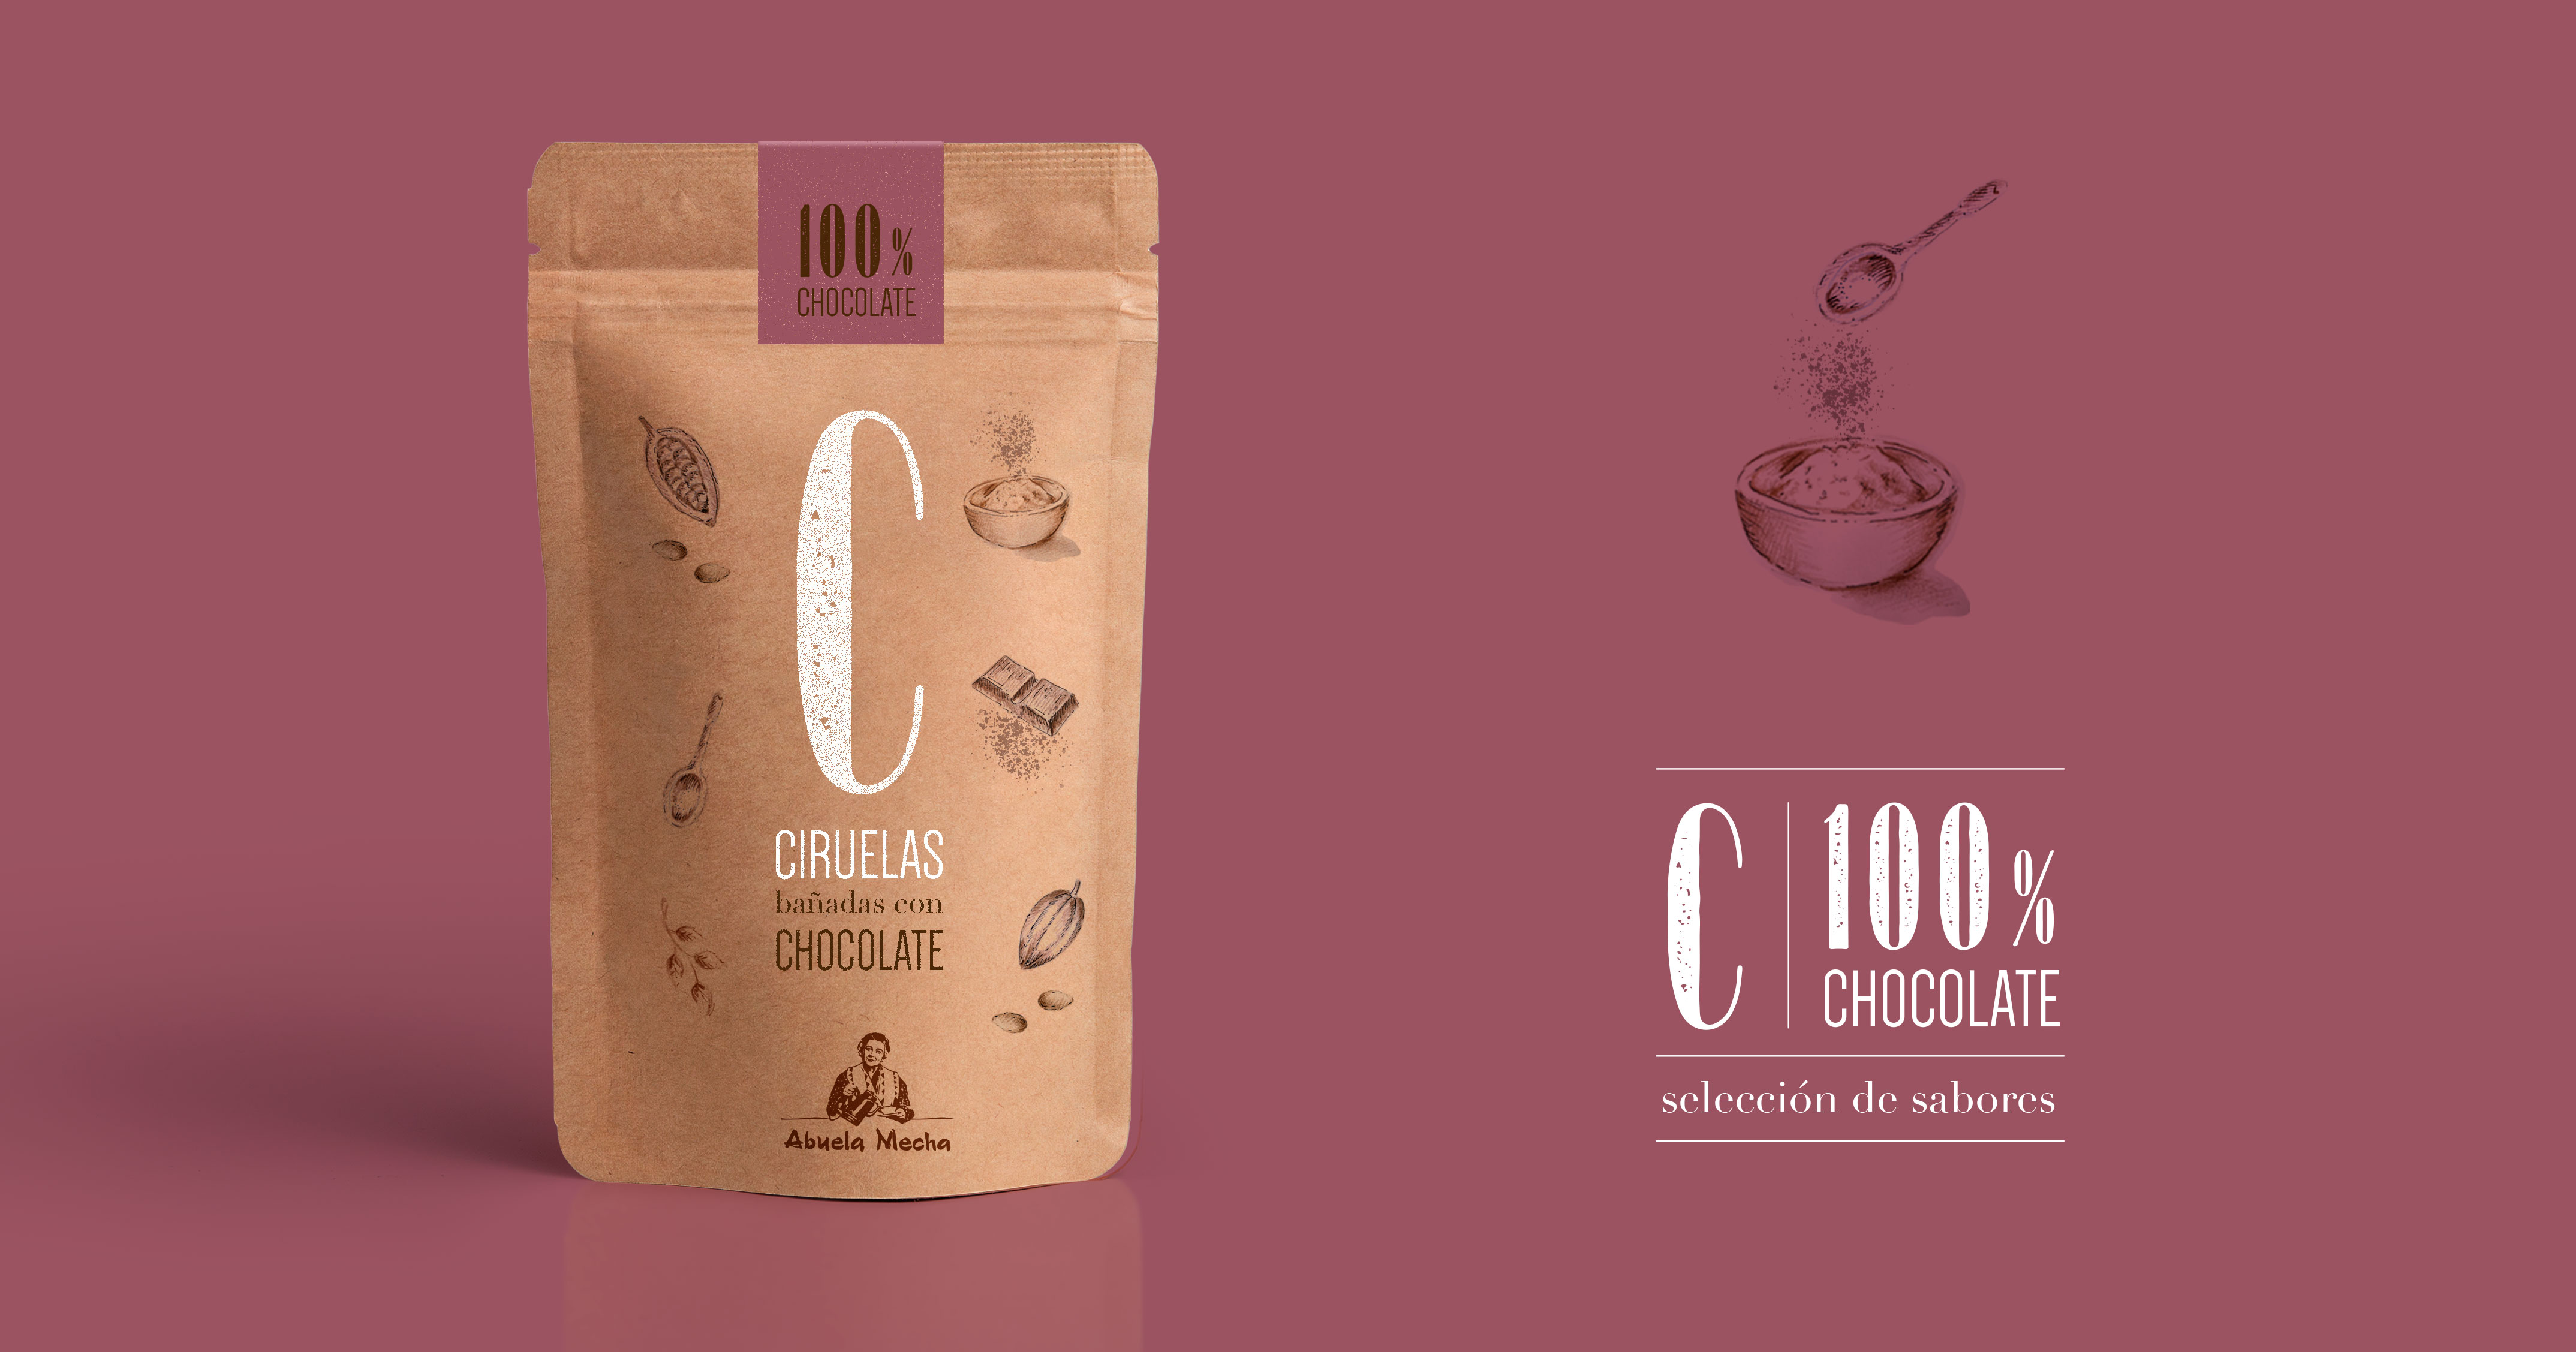 100%
CHOCOLATE
C
CIRUELAS
bañadas con
CHOCOLATE
Abuela Mecha
C
100%
CHOCOLATE
selección de sabores